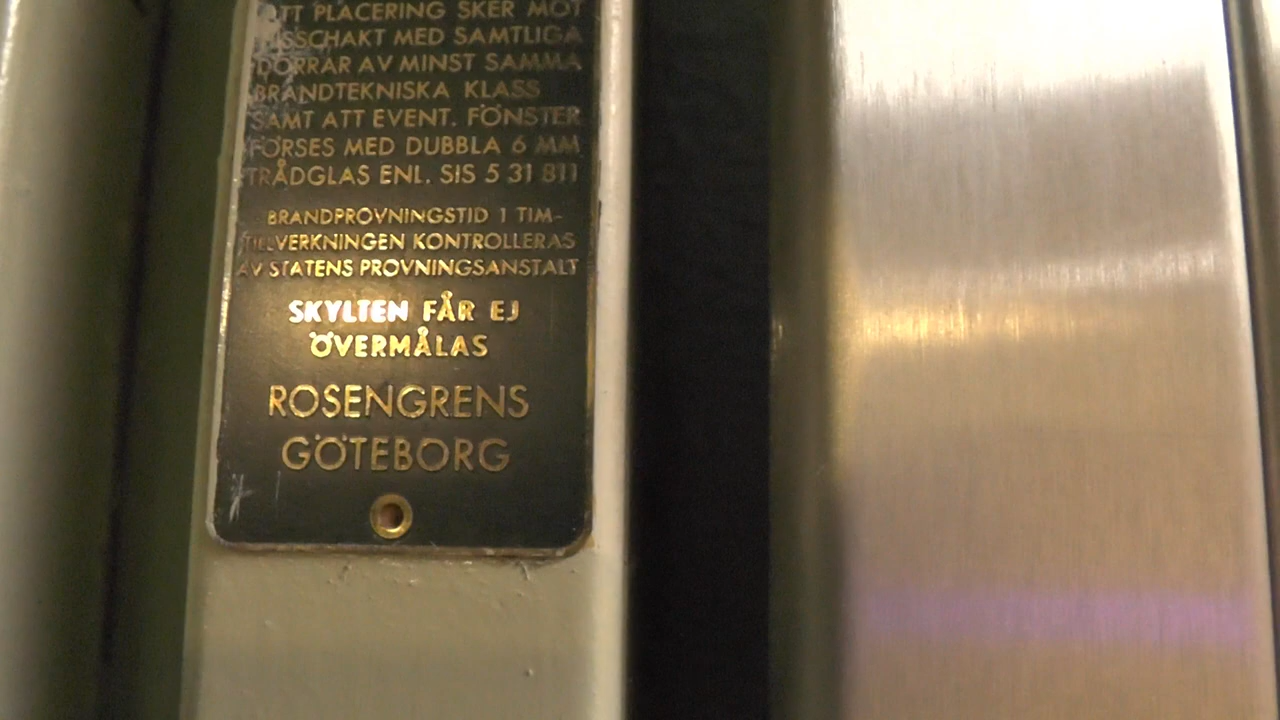 ATT PLACERING SKER MOT
HISSCHAKT MED SAMTLIGA
DÖRRAR AV MINST SAMMA
BRANDTEKNISKA KLASS
SAMT ATT EVENT. FÖNSTER
FÖRSES MED DUBBLA 6 MM
TRÅDGLAS ENL. SIS 5 31 811
BRANDPROVNINGSTID 1 TIM-
TILLVERKNINGEN KONTROLLERAS
AV STATENS PROVNINGSANSTALT
SKYLTEN FÅR EJ
ÖVERMÅLAS
ROSENGRENS
GÖTEBORG